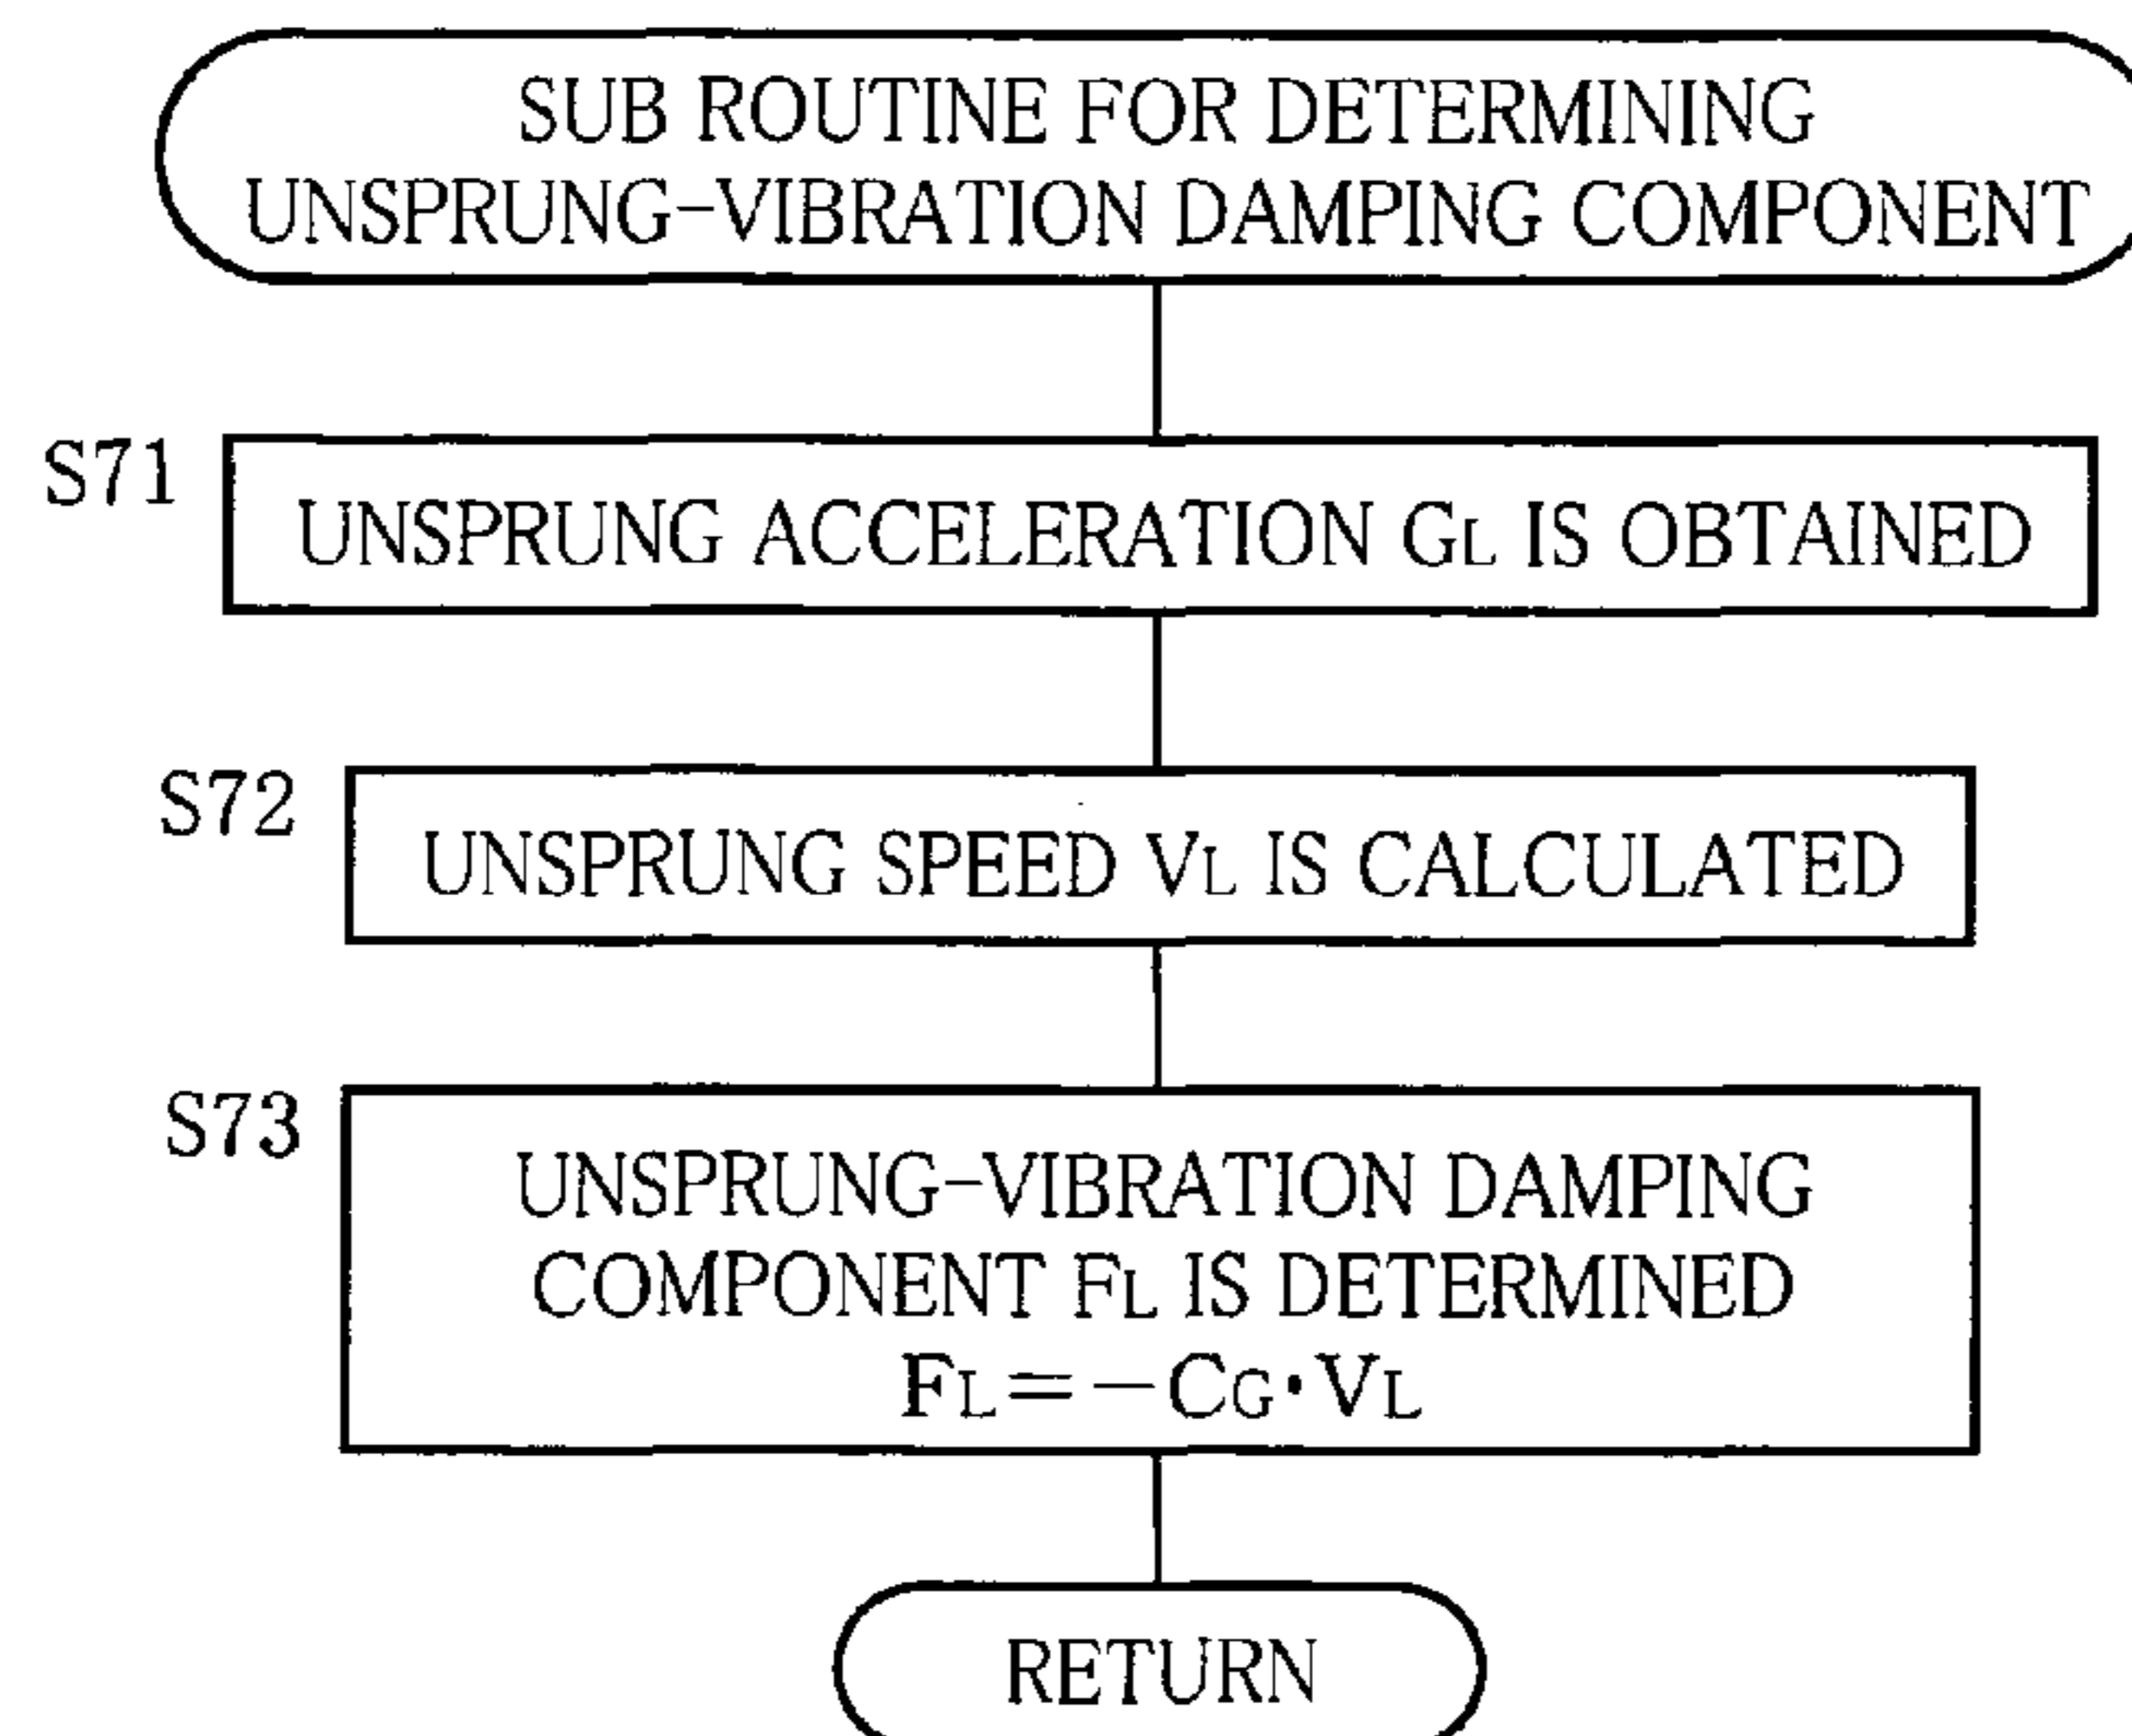 SUB ROUTINE FOR DETERMINING
UNSPRUNG-VIBRATION DAMPING COMPONENT
S71
UNSPRUNG ACCELERATION GL IS OBTAINED
S72
UNSPRUNG SPEED VL IS CALCULATED
S73
UNSPRUNG-VIBRATION DAMPING
COMPONENT FL IS DETERMINED
FL=-CG·VL
RETURN